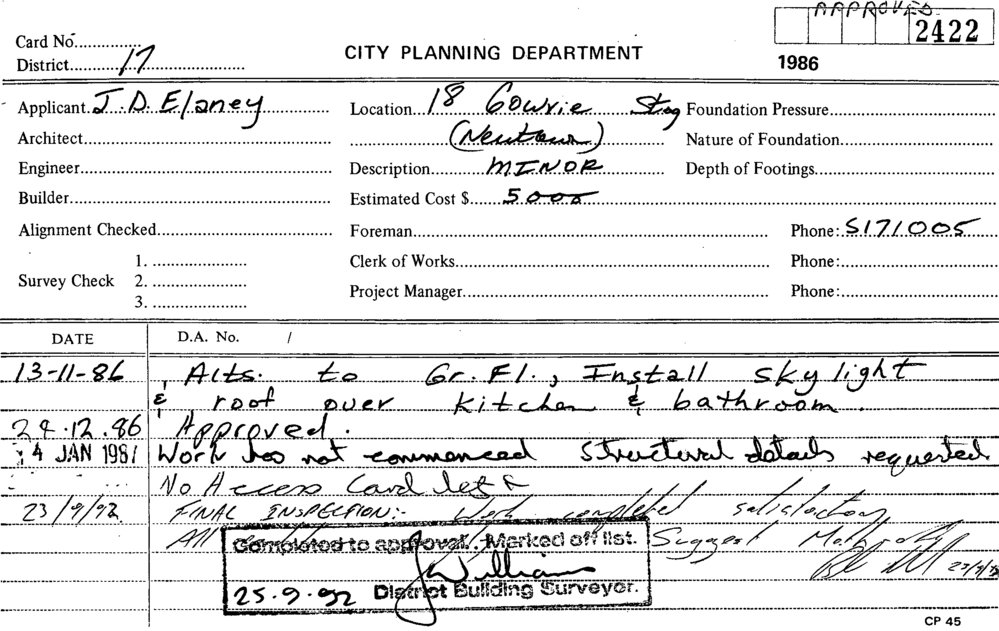 APPROVED
2422
1986
Card No.
District 17
CITY PLANNING DEPARTMENT
Applicant J. D. Elaney
Location 18 Gowrie St
Foundation Pressure
Architect
(Newtown)
Nature of Foundation
Engineer
Description MINOR
Depth of Footings
Builder
Estimated Cost $ 5000
Alignment Checked
Foreman
Phone: 5171005
Survey Check 1.
2.
3.
Clerk of Works
Phone:
Project Manager
Phone:
DATE D.A. No. /
13-11-86 Alts. to Gr. Fl., Install skylight
& roof over kitchen & bathroom.
24.12.86 Approved.
14 JAN 1987 Work has not commenced Structural details requested
No Access Card left
23/9/92 FINAL INSPECTION:- Work completed satisfactory
All Suggest
Completed to approval. Marked off list.
JWilliams
25.9.92 District Building Surveyor.
CP 45